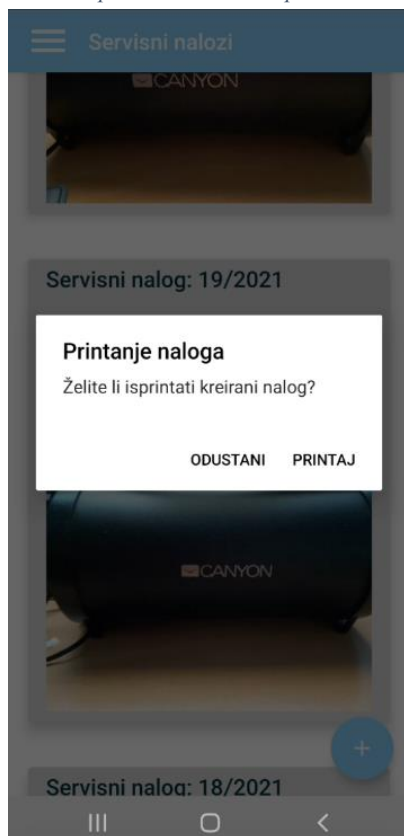 Servisni nalozi
CANYON
Servisni nalog: 19/2021
Printanje naloga
Želite li isprintati kreirani nalog?
ODUSTANI PRINTAJ
CANYON
+
Servisni nalog: 18/2021